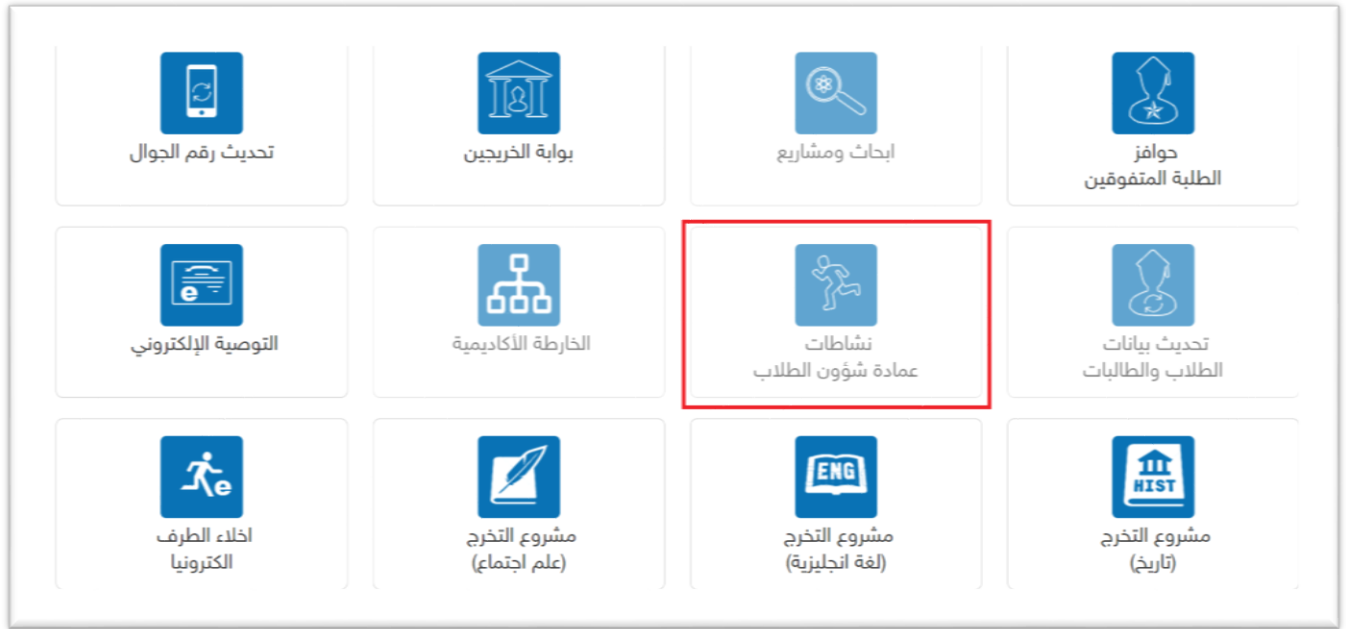 حوافز
الطلبة المتفوقين
ابحاث ومشاريع
بوابة الخريجين
تحديث رقم الجوال
تحديث بيانات
الطلاب والطالبات
نشاطات
عمادة شؤون الطلاب
الخارطة الأكاديمية
e
التوصية الإلكتروني
HIST
مشروع التخرج
(تاريخ)
ENG
مشروع التخرج
(لغة انجليزية)
مشروع التخرج
(علم اجتماع)
e
اخلاء الطرف
الكترونيا